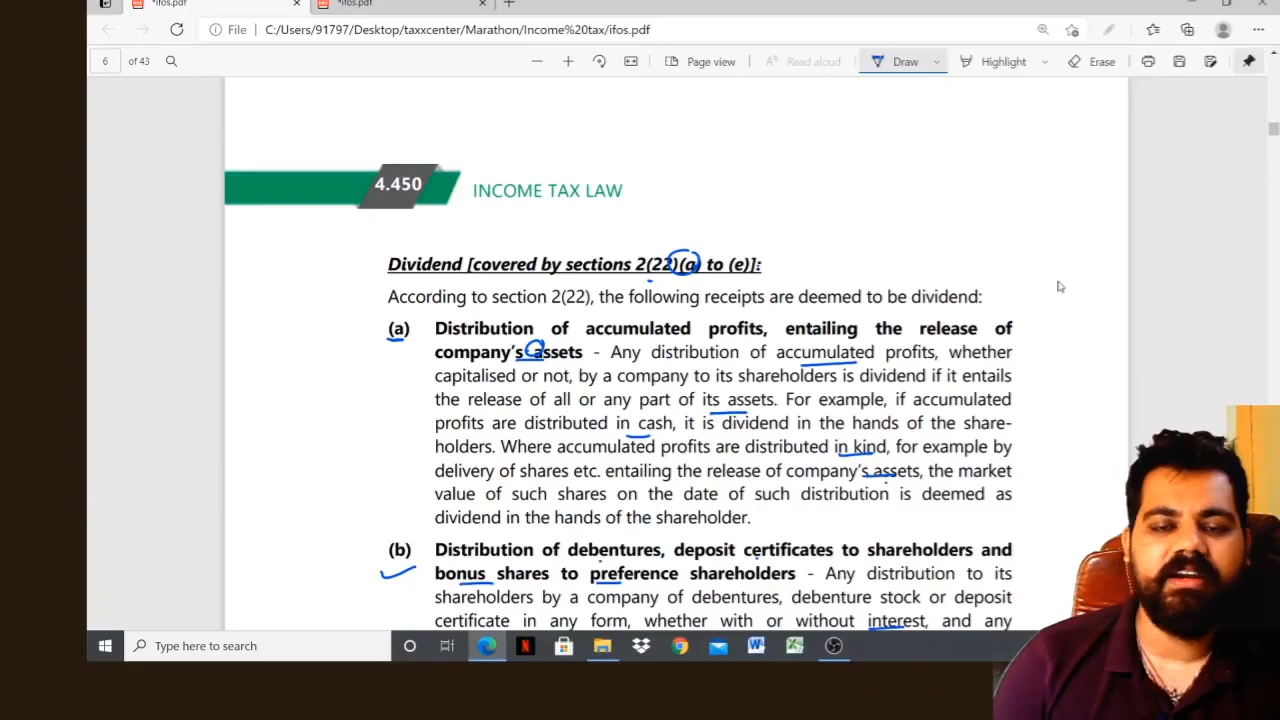 *ifos.pdf
*ifos.pdf
File
C:/Users/91797/Desktop/taxxcenter/Marathon/Income%20tax/ifos.pdf
6 of 43
Page view
Read aloud
Draw
Highlight
Erase
4.450
INCOME TAX LAW
Dividend [covered by sections 2(22)(a) to (e)]:
According to section 2(22), the following receipts are deemed to be dividend:
(a) Distribution of accumulated profits, entailing the release of
company's assets - Any distribution of accumulated profits, whether
capitalised or not, by a company to its shareholders is dividend if it entails
the release of all or any part of its assets. For example, if accumulated
profits are distributed in cash, it is dividend in the hands of the share-
holders. Where accumulated profits are distributed in kind, for example by
delivery of shares etc. entailing the release of company's assets, the market
value of such shares on the date of such distribution is deemed as
dividend in the hands of the shareholder.
(b) Distribution of debentures, deposit certificates to shareholders and
bonus shares to preference shareholders - Any distribution to its
shareholders by a company of debentures, debenture stock or deposit
certificate in any form, whether with or without interest, and any
Type here to search